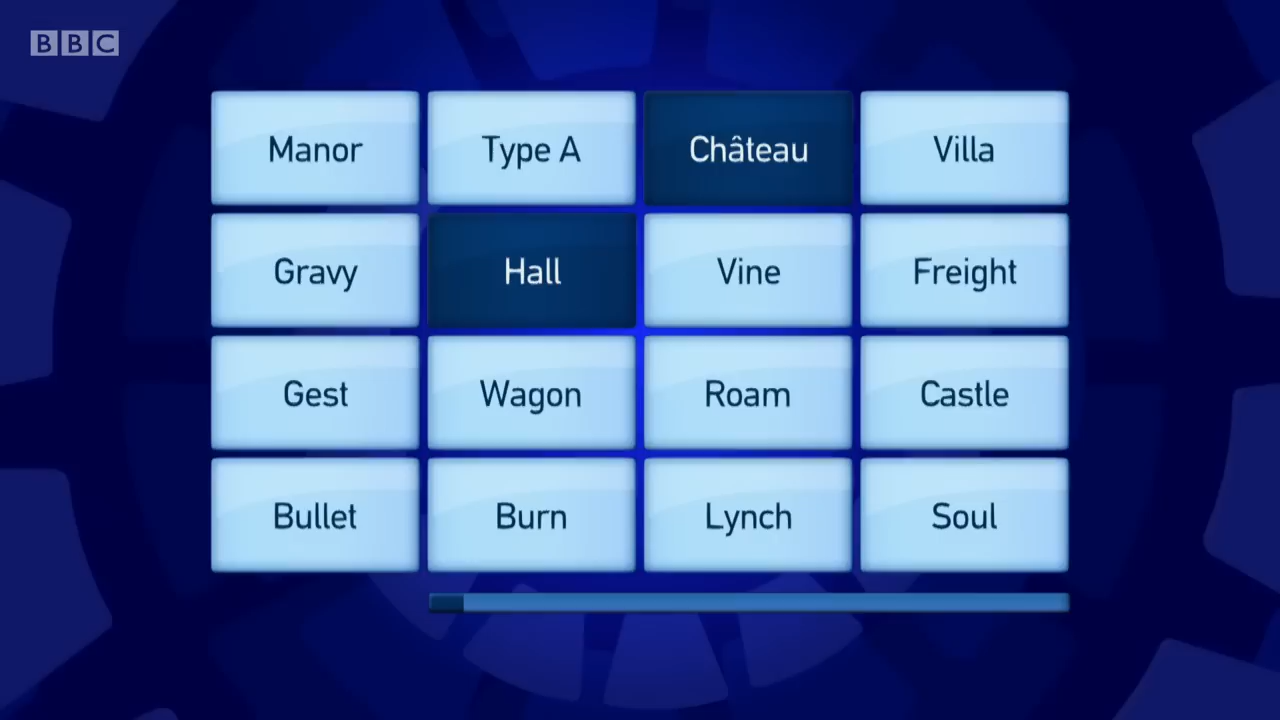 BBC
Manor
Type A
Château
Villa
Gravy
Hall
Vine
Freight
Gest
Wagon
Roam
Castle
Bullet
Burn
Lynch
Soul